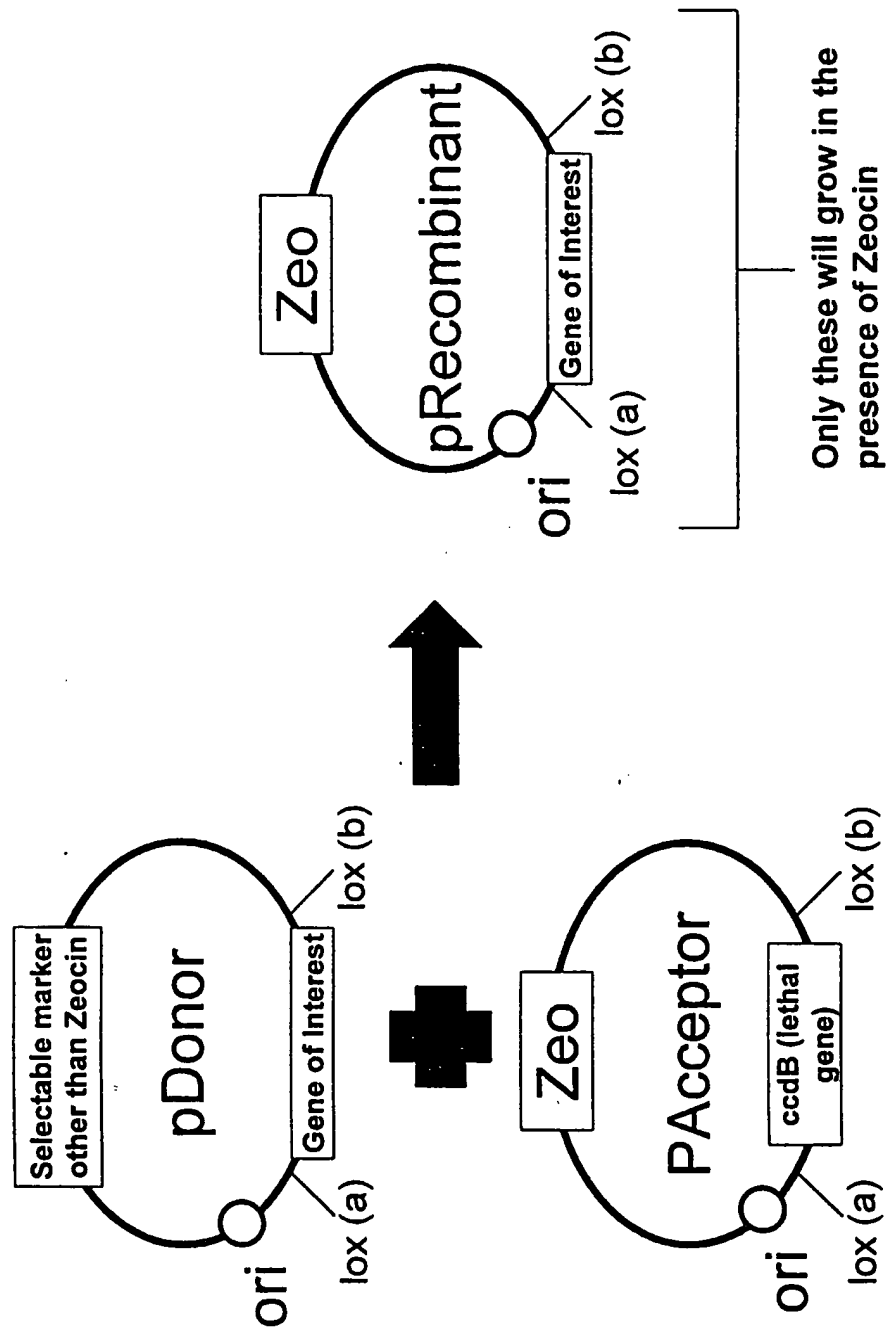 Selectable marker
other than Zeocin
pDonor
ori
Gene of Interest
lox (a)
lox (b)
Zeo
PAcceptor
ori
ccdB (lethal
gene)
lox (a)
lox (b)
Zeo
pRecombinant
ori
Gene of Interest
lox (a)
lox (b)
Only these will grow in the
presence of Zeocin